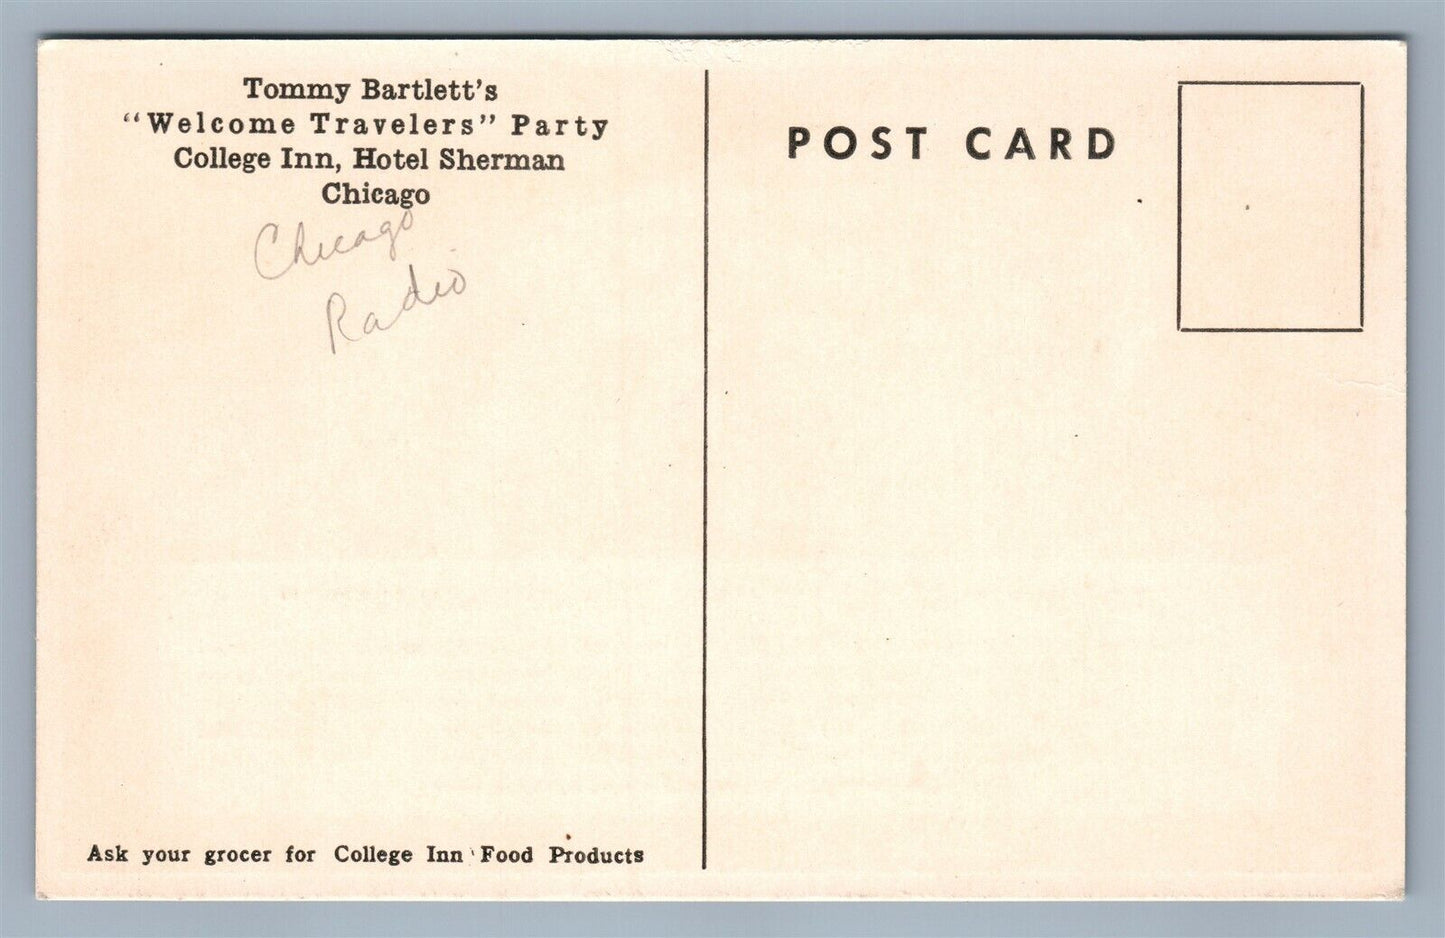 Tommy Bartlett's
“Welcome Travelers” Party
College Inn, Hotel Sherman
Chicago
Chicago
Radio
Ask your grocer for College Inn Food Products
POST CARD